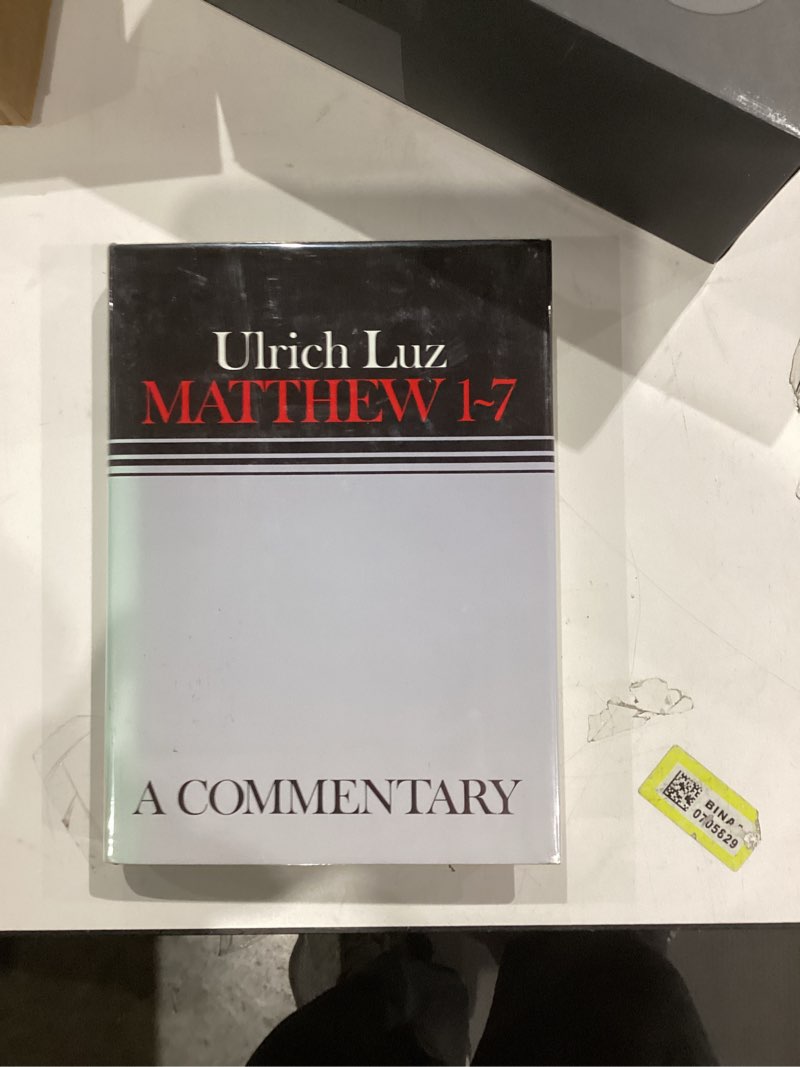 Ulrich Luz
MATTHEW 1~7
A COMMENTARY
0705629